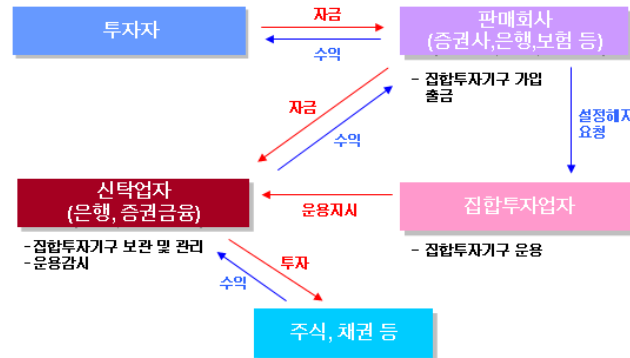 투자자
자금
수익
판매회사
(증권사,은행,보험 등)
- 집합투자기구 가입
출금
자금
수익
설정해지
요청
신탁업자
(은행, 증권금융)
운용지시
집합투자업자
-집합투자기구 보관 및 관리
-운용감시
- 집합투자기구 운용
투자
수익
주식, 채권 등